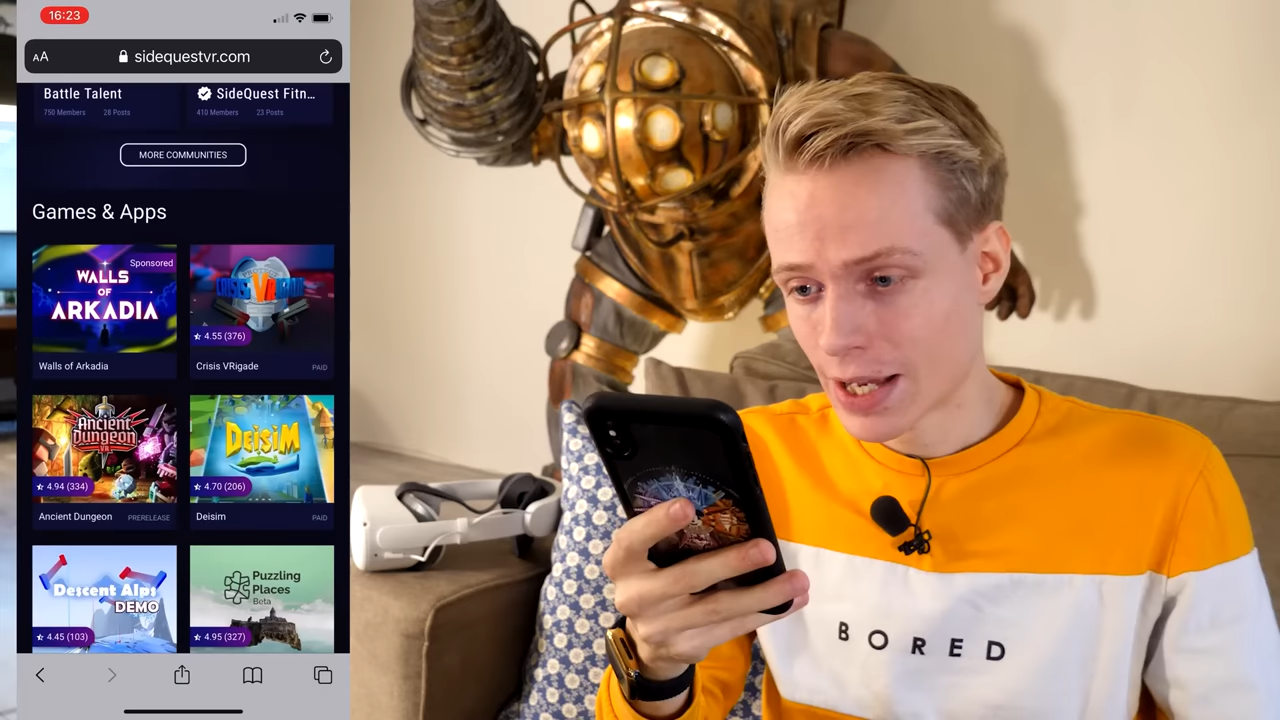 16:23
AA
sidequestvr.com
Battle Talent
SideQuest Fitn...
750 Members 28 Posts
410 Members 23 Posts
MORE COMMUNITIES
Games & Apps
Sponsored
WALLS
OF
ARKADIA
CRISIS VRIGADE
4.55 (376)
Walls of Arkadia
Crisis VRigade PAID
Ancient
Dungeon
VR
DEISIM
4.94 (334)
4.70 (206)
Ancient Dungeon PRERELEASE
Deisim PAID
Descent Alps
DEMO
Puzzling
Places
Beta
4.45 (103)
4.95 (327)
BORED